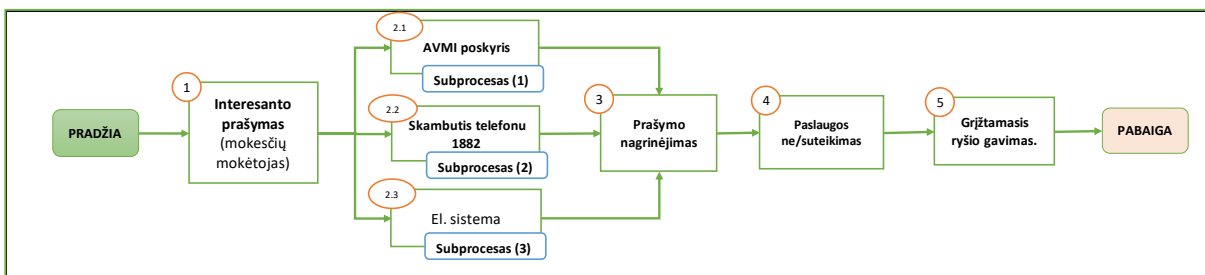 PRADŽIA
1
Interesanto
prašymas
(mokesčių
mokėtojas)
2.1
AVMI poskyris
Subprocesas (1)
2.2
Skambutis telefonu
1882
Subprocesas (2)
2.3
El. sistema
Subprocesas (3)
3
Prašymo
nagrinėjimas
4
Paslaugos
ne/suteikimas
5
Grįžtamasis
ryšio gavimas.
PABAIGA